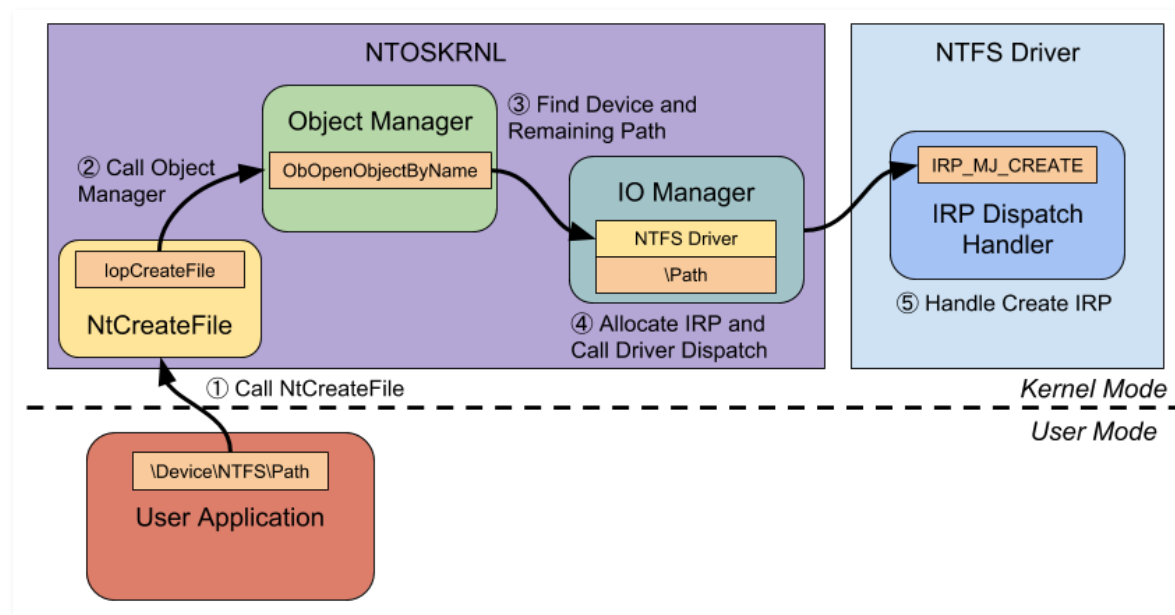 NTOSKRNL
NTFS Driver
Object Manager
ObOpenObjectByName
③ Find Device and
Remaining Path
② Call Object
Manager
IO Manager
NTFS Driver
\Path
IRP_MJ_CREATE
IRP Dispatch
Handler
IopCreateFile
NtCreateFile
④ Allocate IRP and
Call Driver Dispatch
⑤ Handle Create IRP
① Call NtCreateFile
Kernel Mode
User Mode
\Device\NTFS\Path
User Application